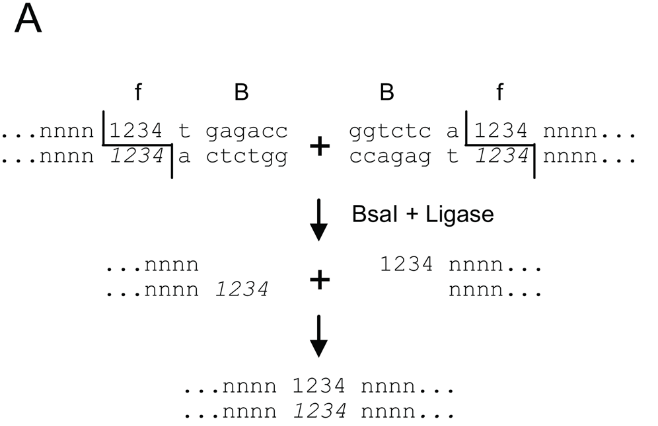 A
f B B f
...nnnn 1234 t gagacc + ggtctc a 1234 nnnn...
...nnnn 1234 a ctctgg ccagag t 1234 nnnn...
BsaI + Ligase
...nnnn + 1234 nnnn...
...nnnn 1234 nnnn...
...nnnn 1234 nnnn...
...nnnn 1234 nnnn...